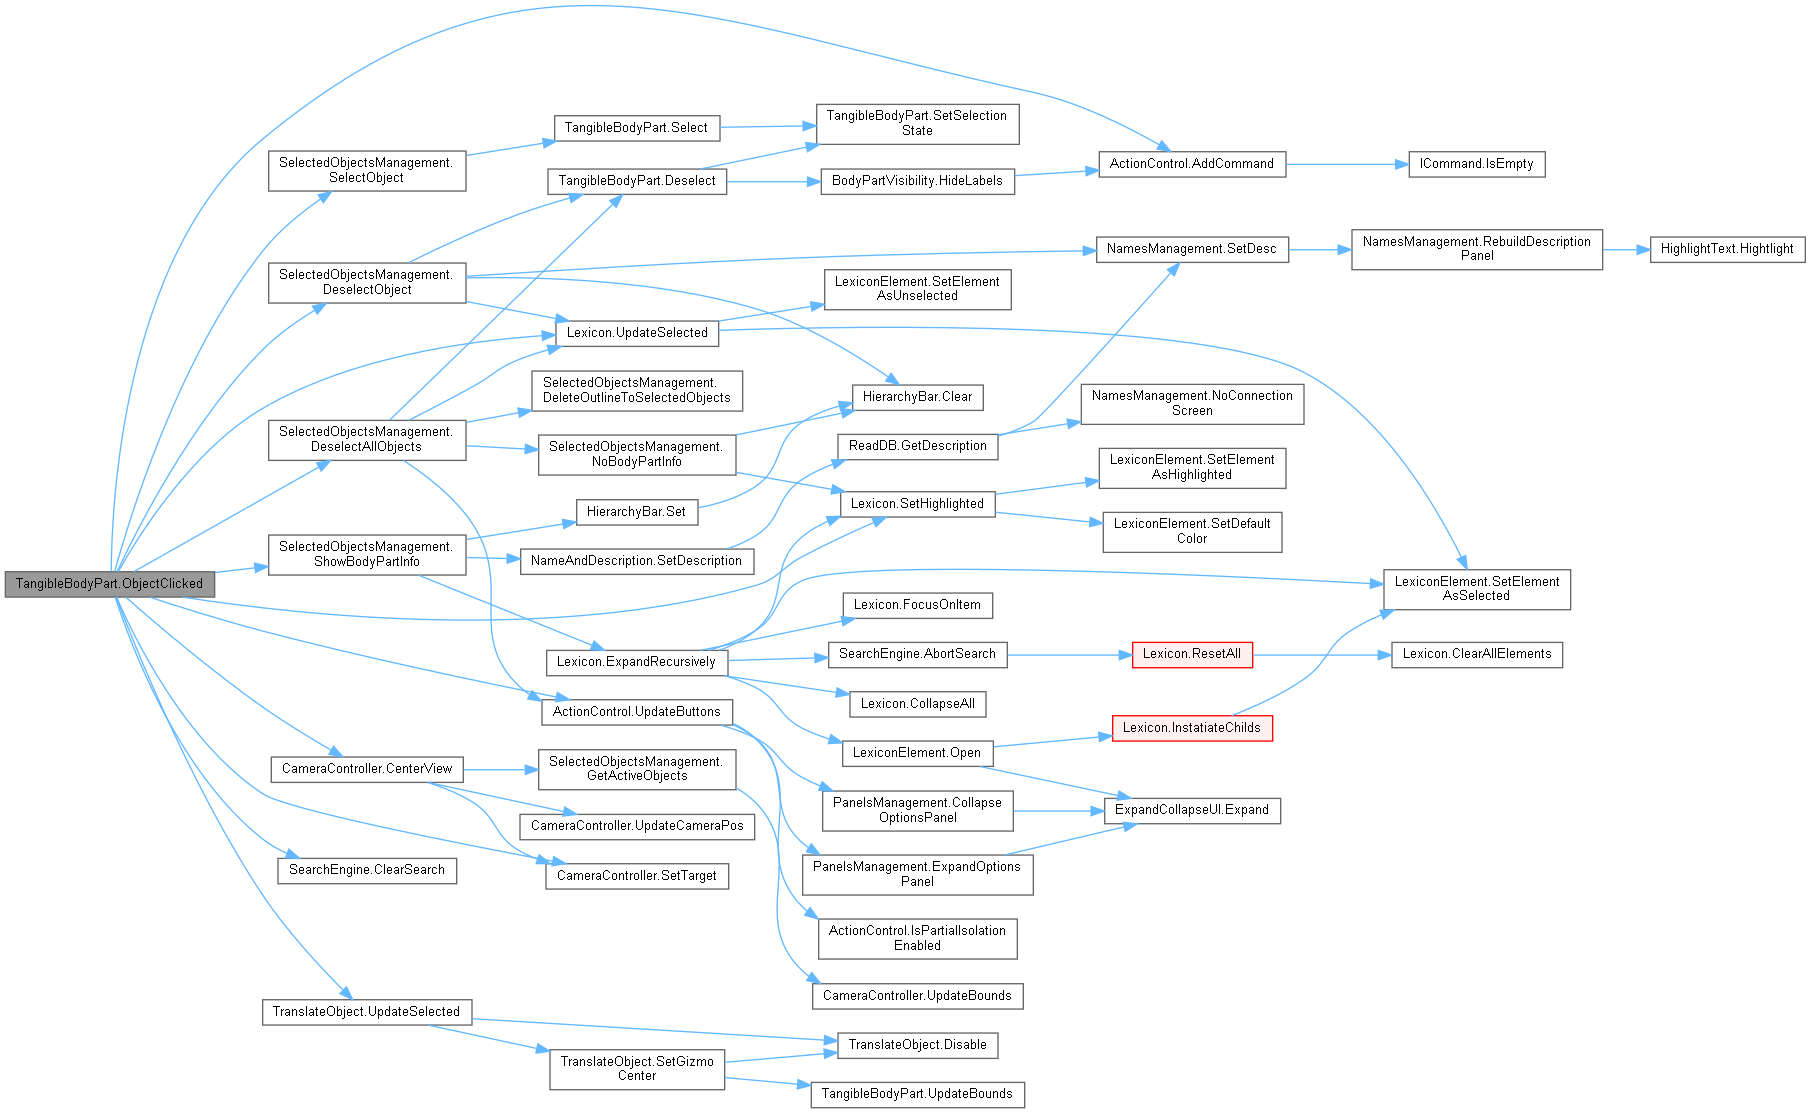 TangibleBodyPart.ObjectClicked
SelectedObjectsManagement.
SelectObject
SelectedObjectsManagement.
DeselectObject
SelectedObjectsManagement.
DeselectAllObjects
SelectedObjectsManagement.
ShowBodyPartInfo
CameraController.CenterView
SearchEngine.ClearSearch
TranslateObject.UpdateSelected
TangibleBodyPart.Select
TangibleBodyPart.Deselect
Lexicon.UpdateSelected
SelectedObjectsManagement.
DeleteOutlineToSelectedObjects
SelectedObjectsManagement.
NoBodyPartInfo
HierarchyBar.Set
NameAndDescription.SetDescription
Lexicon.ExpandRecursively
ActionControl.UpdateButtons
SelectedObjectsManagement.
GetActiveObjects
CameraController.UpdateCameraPos
CameraController.SetTarget
TranslateObject.SetGizmo
Center
TangibleBodyPart.SetSelection
State
BodyPartVisibility.HideLabels
LexiconElement.SetElement
AsUnselected
HierarchyBar.Clear
ReadDB.GetDescription
Lexicon.SetHighlighted
Lexicon.FocusOnItem
SearchEngine.AbortSearch
Lexicon.CollapseAll
LexiconElement.Open
PanelsManagement.Collapse
OptionsPanel
PanelsManagement.ExpandOptions
Panel
ActionControl.IsPartialIsolation
Enabled
CameraController.UpdateBounds
TranslateObject.Disable
TangibleBodyPart.UpdateBounds
ActionControl.AddCommand
NamesManagement.SetDesc
NamesManagement.NoConnection
Screen
LexiconElement.SetElement
AsHighlighted
LexiconElement.SetDefault
Color
Lexicon.ResetAll
Lexicon.InstatiateChilds
ExpandCollapseUI.Expand
ICommand.IsEmpty
NamesManagement.RebuildDescription
Panel
LexiconElement.SetElement
AsSelected
Lexicon.ClearAllElements
HighlightText.Hightlight